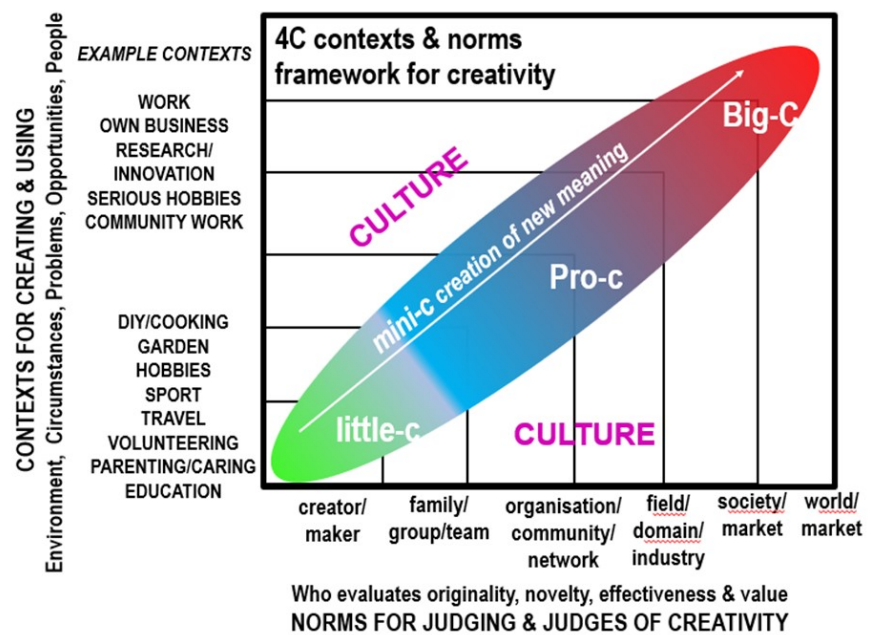 4C contexts & norms
framework for creativity
CONTEXTS FOR CREATING & USING
Environment, Circumstances, Problems, Opportunities, People
EXAMPLE CONTEXTS
WORK
OWN BUSINESS
RESEARCH/
INNOVATION
SERIOUS HOBBIES
COMMUNITY WORK
DIY/COOKING
GARDEN
HOBBIES
SPORT
TRAVEL
VOLUNTEERING
PARENTING/CARING
EDUCATION
CULTURE
Big-C
mini-c creation of new meaning
Pro-c
little-c
CULTURE
creator/
maker
family/
group/team
organisation/
community/
network
field/
domain/
industry
society/
market
world/
market
Who evaluates originality, novelty, effectiveness & value
NORMS FOR JUDGING & JUDGES OF CREATIVITY